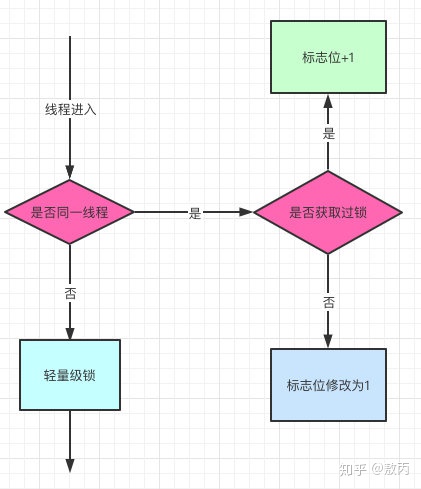 标志位+1
线程进入
是
是否同一线程
是
是否获取过锁
否
否
轻量级锁
标志位修改为1
知乎 @敖丙